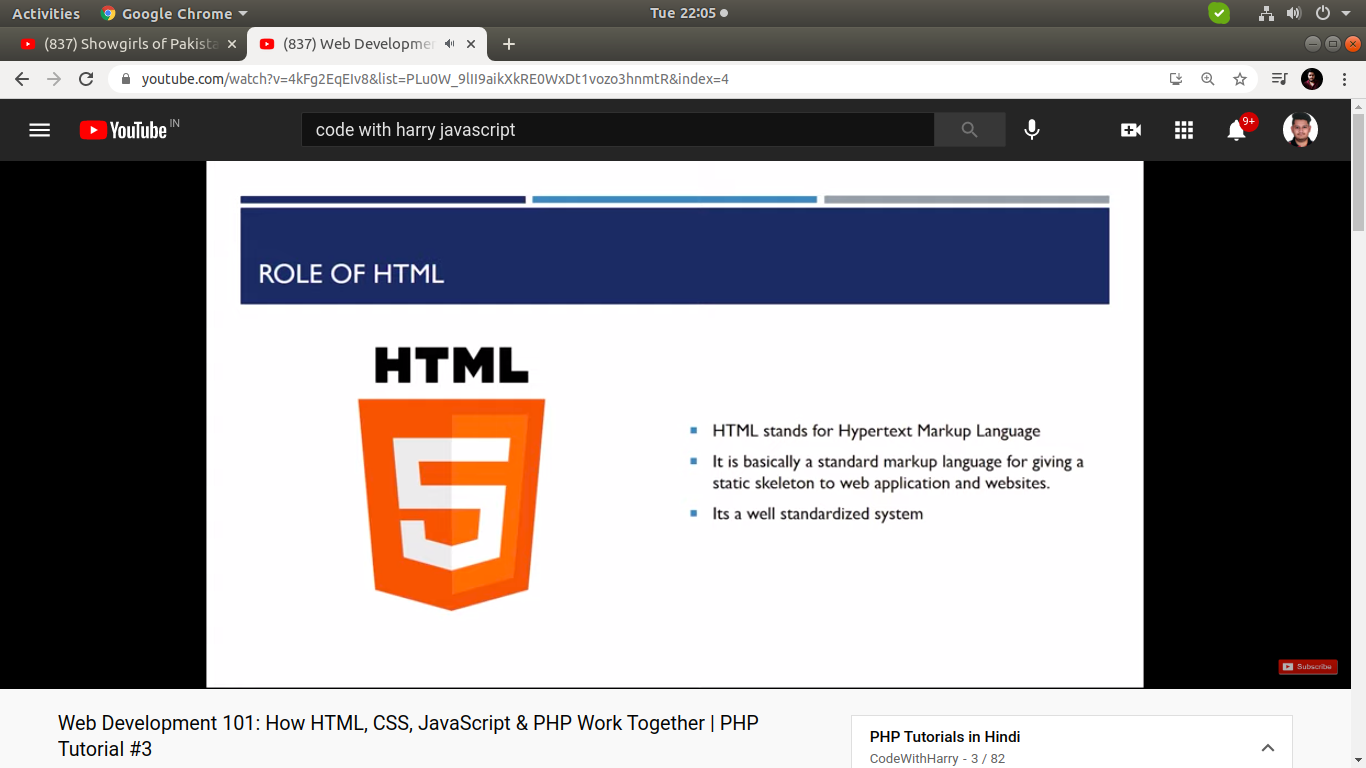 Activities
Google Chrome
Tue 22:05
(837) Showgirls of Pakista
(837) Web Developmen
youtube.com/watch?v=4kFg2EqEIv8&list=PLu0W_9lII9aikXkRE0WxDt1vozo3hnmtR&index=4
YouTube IN
code with harry javascript
9+
ROLE OF HTML
HTML
5
HTML stands for Hypertext Markup Language
It is basically a standard markup language for giving a
static skeleton to web application and websites.
Its a well standardized system
Subscribe
Web Development 101: How HTML, CSS, JavaScript & PHP Work Together | PHP
Tutorial #3
PHP Tutorials in Hindi
CodeWithHarry - 3 / 82